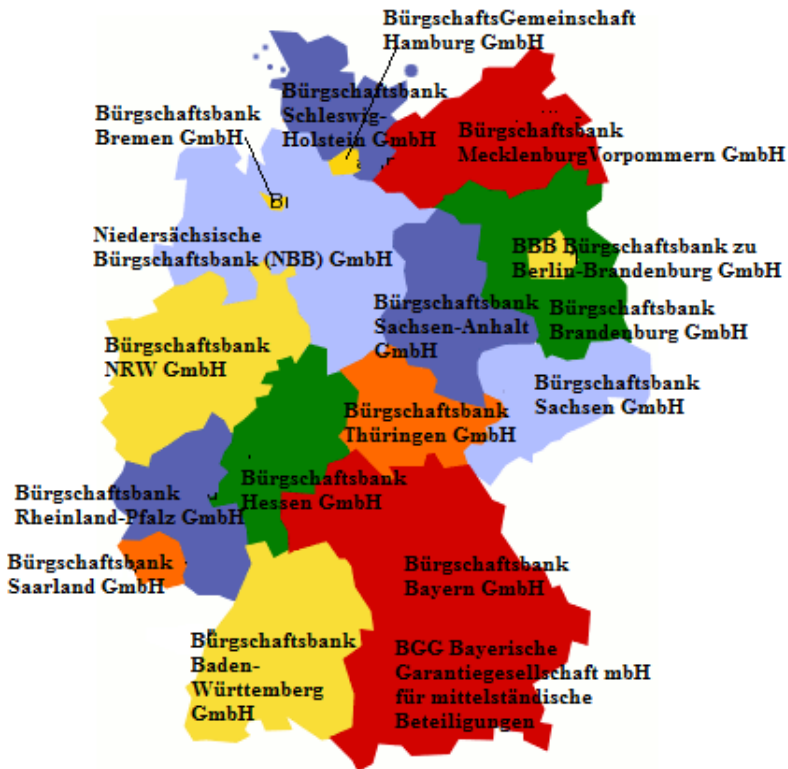 BürgschaftsGemeinschaft
Hamburg GmbH
Bürgschaftsbank
Schleswig-
Holstein GmbH
Bürgschaftsbank
Bremen GmbH
Bürgschaftsbank
MecklenburgVorpommern GmbH
Niedersächsische
Bürgschaftsbank (NBB) GmbH
BBB Bürgschaftsbank zu
Berlin-Brandenburg GmbH
Bürgschaftsbank
Sachsen-Anhalt
GmbH
Bürgschaftsbank
Brandenburg GmbH
Bürgschaftsbank
NRW GmbH
Bürgschaftsbank
Sachsen GmbH
Bürgschaftsbank
Thüringen GmbH
Bürgschaftsbank
Hessen GmbH
Bürgschaftsbank
Rheinland-Pfalz GmbH
Bürgschaftsbank
Saarland GmbH
Bürgschaftsbank
Bayern GmbH
Bürgschaftsbank
Baden-
Württemberg
GmbH
BGG Bayerische
Garantiegesellschaft mbH
für mittelständische
Beteiligungen